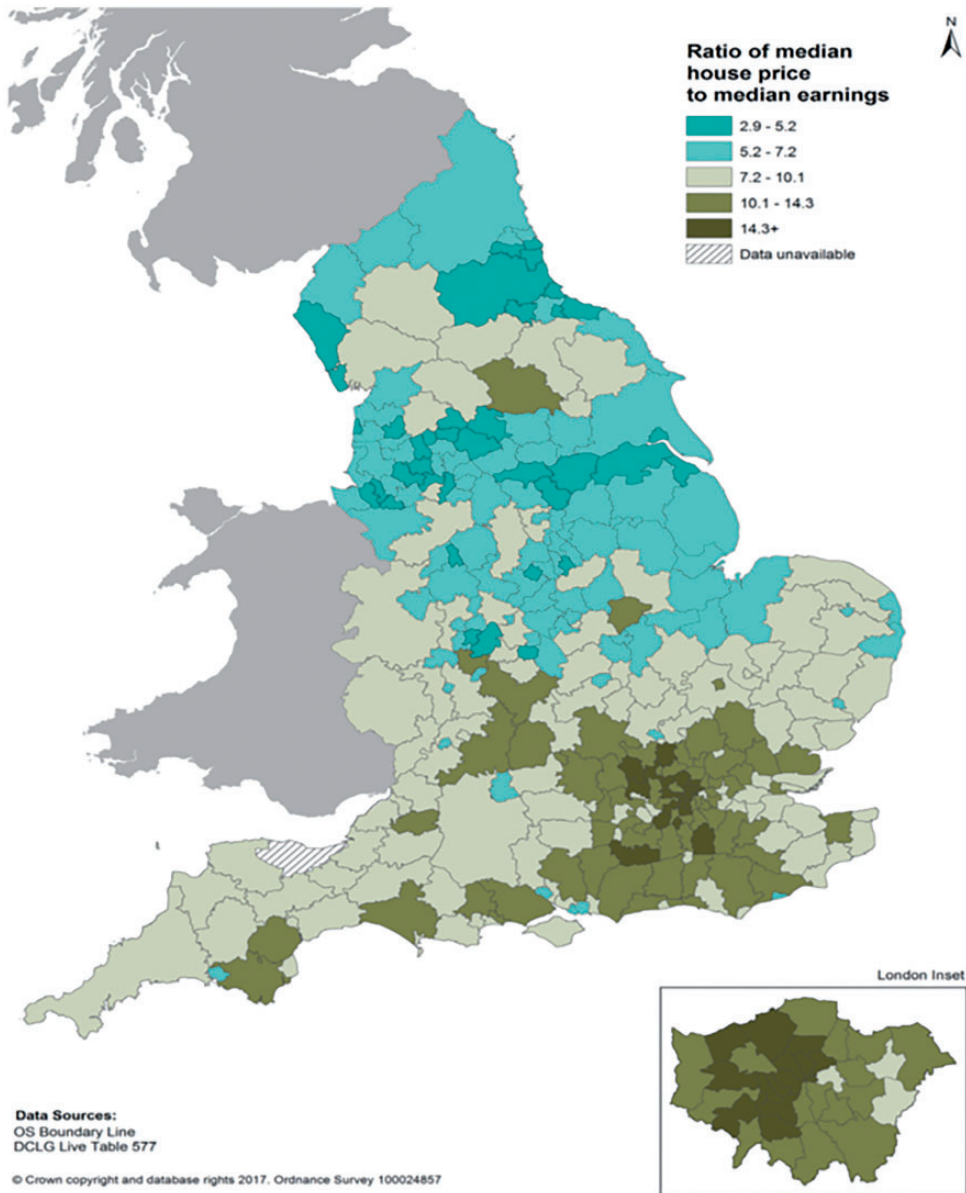 N
Ratio of median
house price
to median earnings
2.9 - 5.2
5.2 - 7.2
7.2 - 10.1
10.1 - 14.3
14.3+
Data unavailable
London Inset
Data Sources:
OS Boundary Line
DCLG Live Table 577
© Crown copyright and database rights 2017. Ordnance Survey 100024857